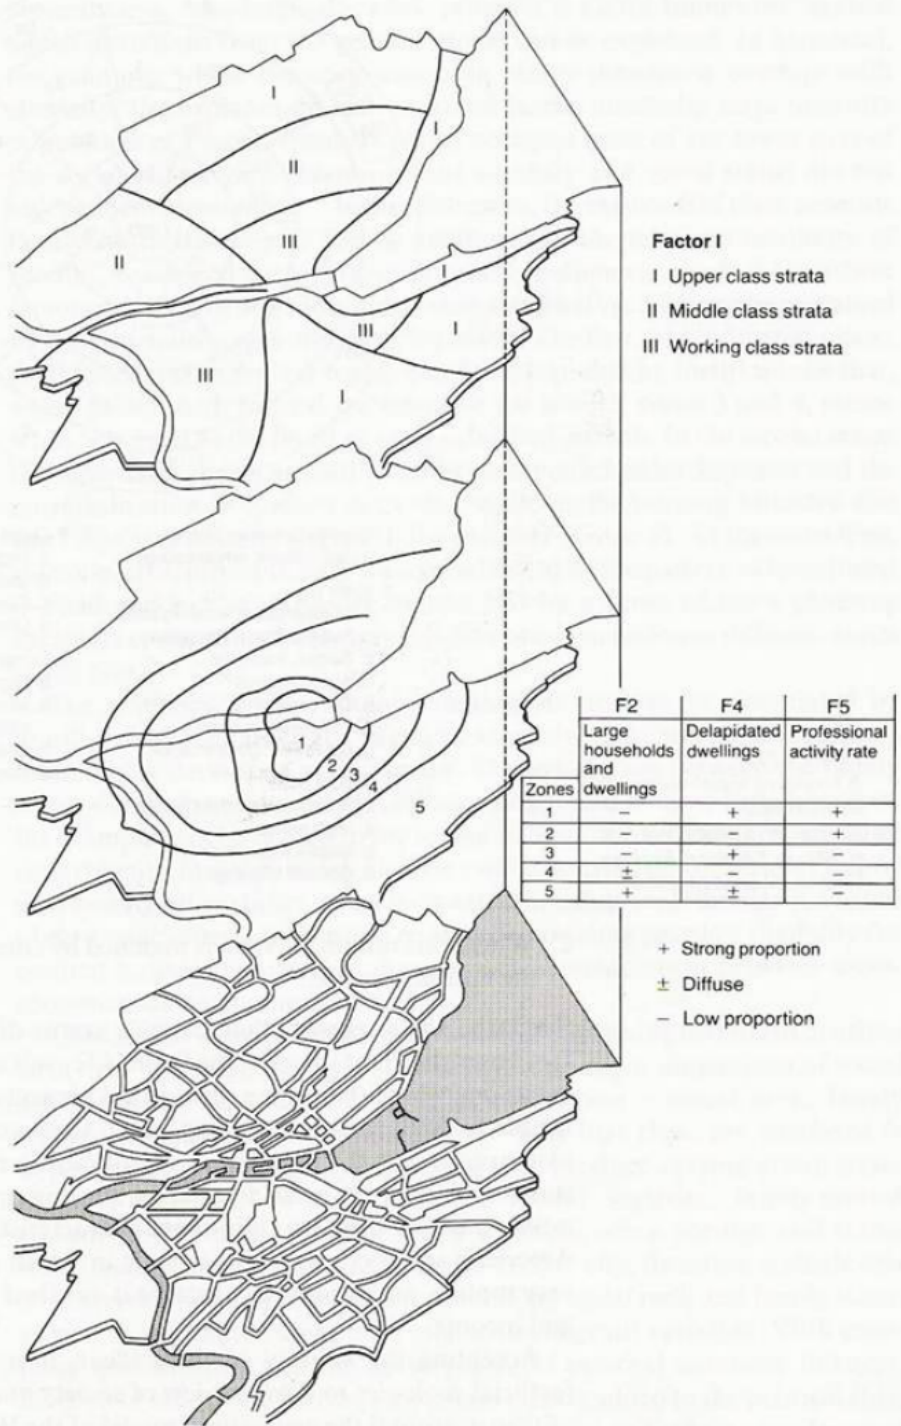 I
I
II
I
Factor I
III
II
I
I Upper class strata
II Middle class strata
III
I
III Working class strata
III
I
F2
F4
F5
Large
households
and
dwellings
Delapidated
dwellings
Professional
activity rate
Zones
1 − + +
2 − − +
3 − + −
4 ± − −
5 + ± −
1
2
3
4
5
+ Strong proportion
± Diffuse
− Low proportion